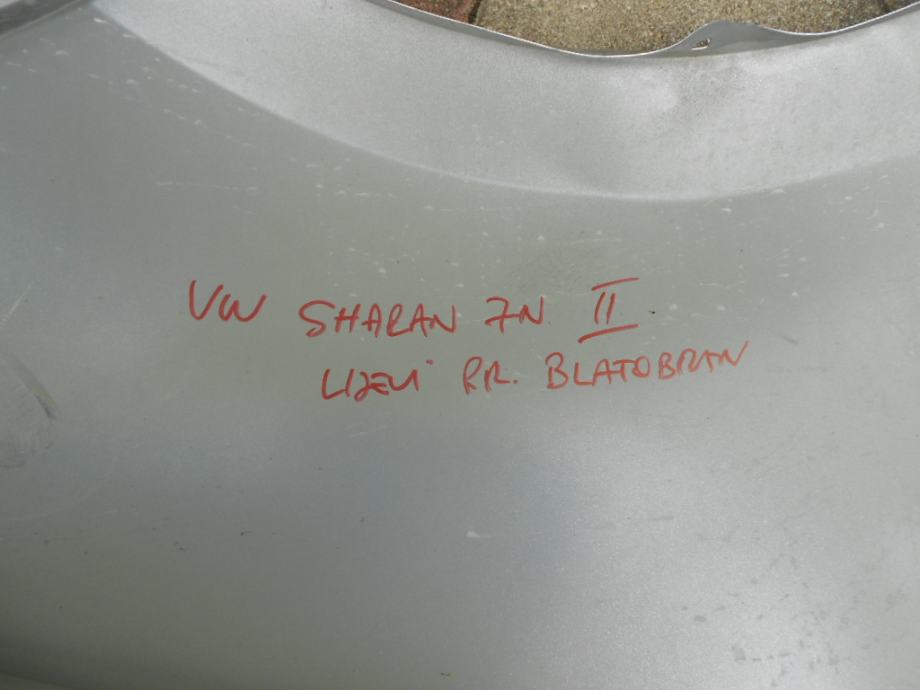 VW SHARAN 7N II
LIJEVI PR. BLATOBRAN